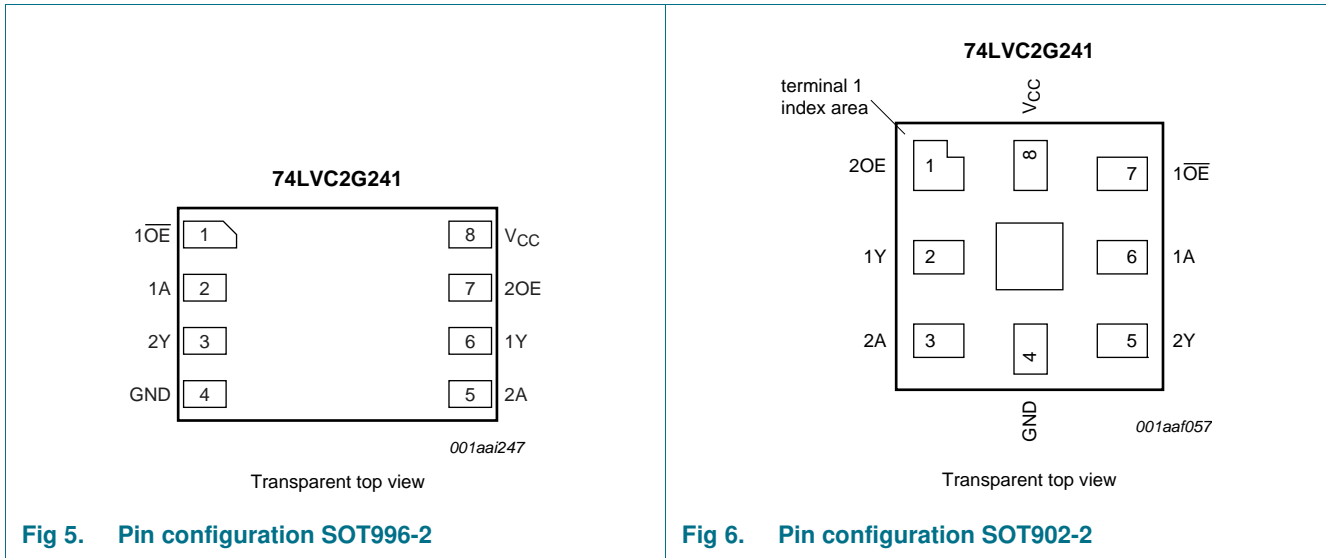 74LVC2G241
1O̅E̅ 1 8 VCC
1A 2 7 2OE
2Y 3 6 1Y
GND 4 5 2A
001aai247
Transparent top view
Fig 5. Pin configuration SOT996-2
74LVC2G241
terminal 1
index area
VCC
2OE 1 8 7 1O̅E̅
1Y 2 6 1A
2A 3 4 5 2Y
GND
001aaf057
Transparent top view
Fig 6. Pin configuration SOT902-2